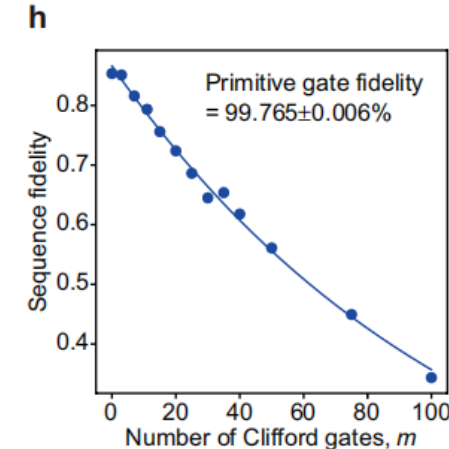 h
Primitive gate fidelity
= 99.765±0.006%
Sequence fidelity
0.8
0.7
0.6
0.5
0.4
0 20 40 60 80 100
Number of Clifford gates, m